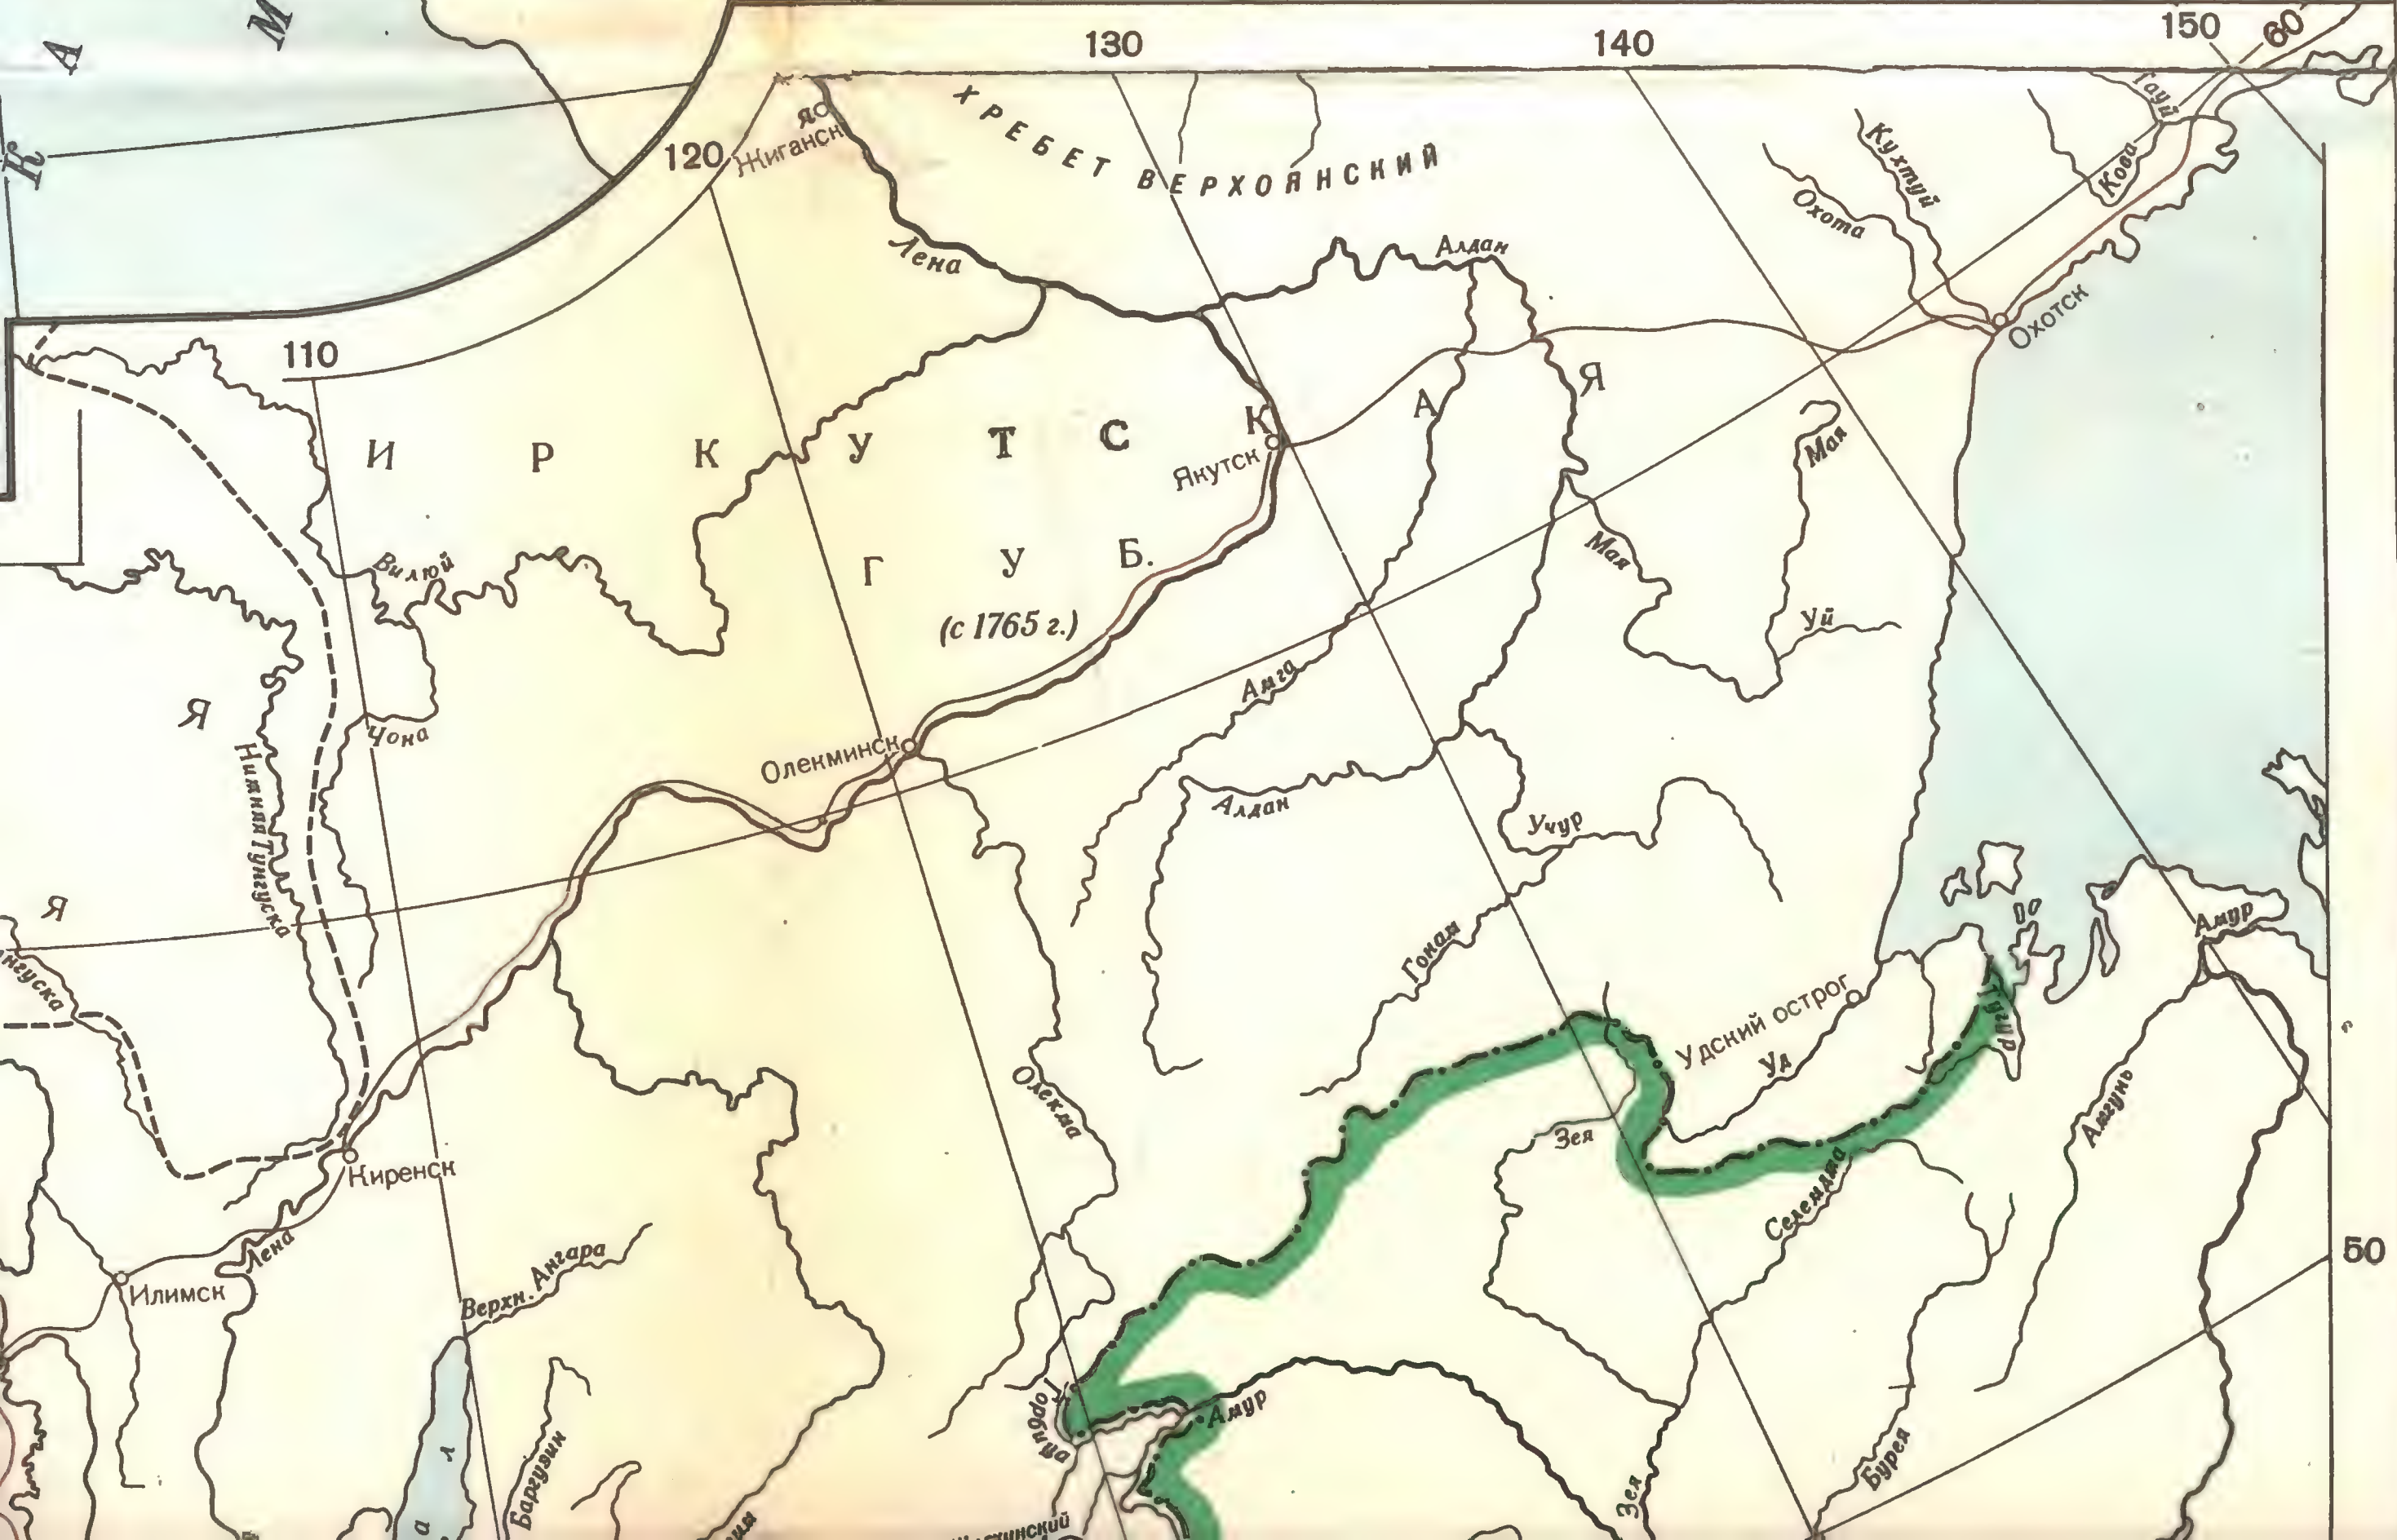 А М
К
130
140
150
60
120
Жиганск
ХРЕБЕТ ВЕРХОЯНСКИЙ
Тауй
Кова
Кухтуй
Охота
Охотск
Лена
Алдан
110
ИРКУТСКАЯ
ГУБ.
(с 1765 г.)
Якутск
Мая
Мая
Уй
Вилюй
Чона
Я
Нижняя Тунгуска
Я
Олекминск
Амга
Алдан
Учур
Гонам
Амур
Удский острог
Уд
Тугур
Олекма
Зея
Амгунь
Селемджа
Киренск
Лена
Илимск
Верхн. Ангара
50
Горбица
Амур
Баргузин
Зея
Бурея
а л